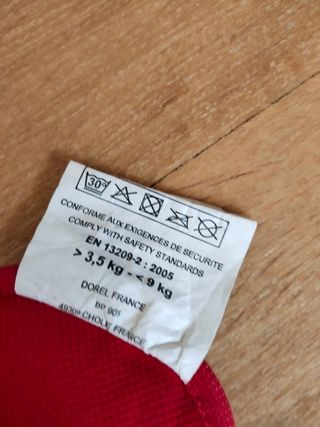 30°
CONFORME AUX EXIGENCES DE SECURITE
COMPLY WITH SAFETY STANDARDS
EN 13209-2 : 2005
> 3,5 kg - < 9 kg
DOREL FRANCE
BP 905
49309 CHOLE FRANCE